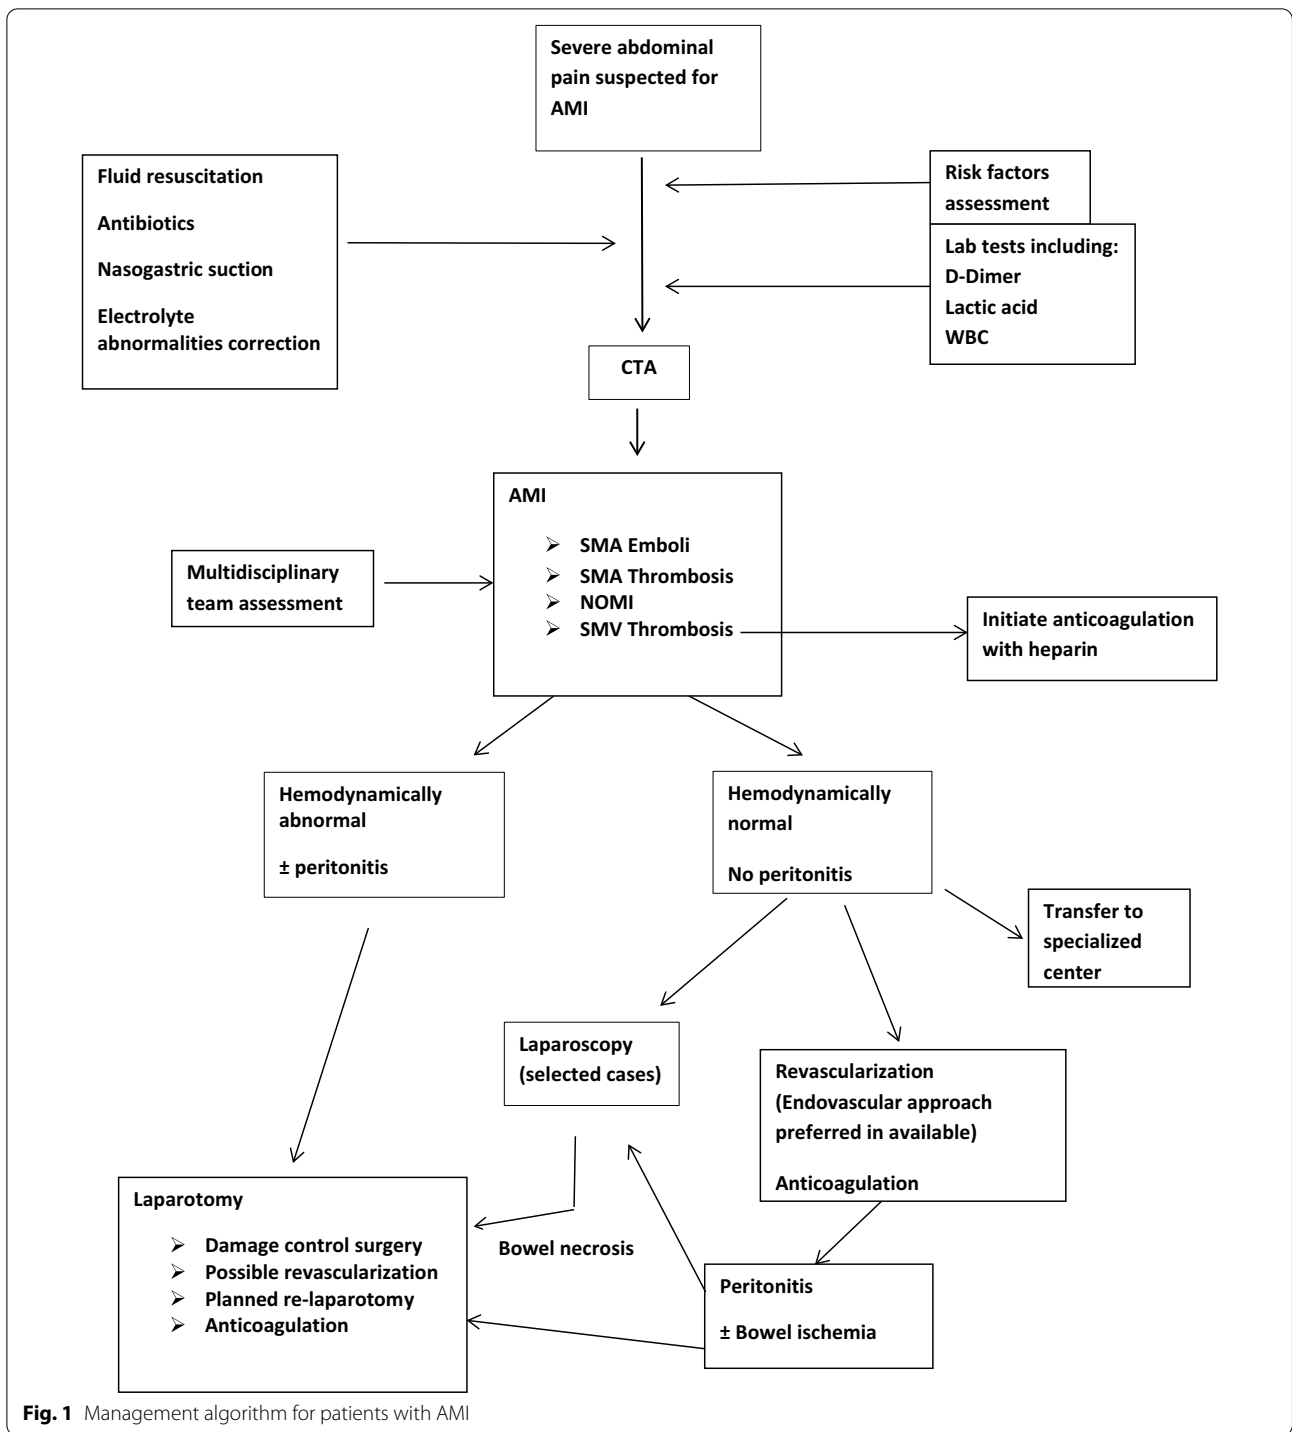 Severe abdominal
pain suspected for
AMI
Fluid resuscitation
Antibiotics
Nasogastric suction
Electrolyte
abnormalities correction
Risk factors
assessment
Lab tests including:
D-Dimer
Lactic acid
WBC
CTA
AMI
➢ SMA Emboli
➢ SMA Thrombosis
➢ NOMI
➢ SMV Thrombosis
Multidisciplinary
team assessment
Initiate anticoagulation
with heparin
Hemodynamically
abnormal
± peritonitis
Hemodynamically
normal
No peritonitis
Transfer to
specialized
center
Laparoscopy
(selected cases)
Revascularization
(Endovascular approach
preferred in available)
Anticoagulation
Laparotomy
➢ Damage control surgery
➢ Possible revascularization
➢ Planned re-laparotomy
➢ Anticoagulation
Bowel necrosis
Peritonitis
± Bowel ischemia
Fig. 1 Management algorithm for patients with AMI